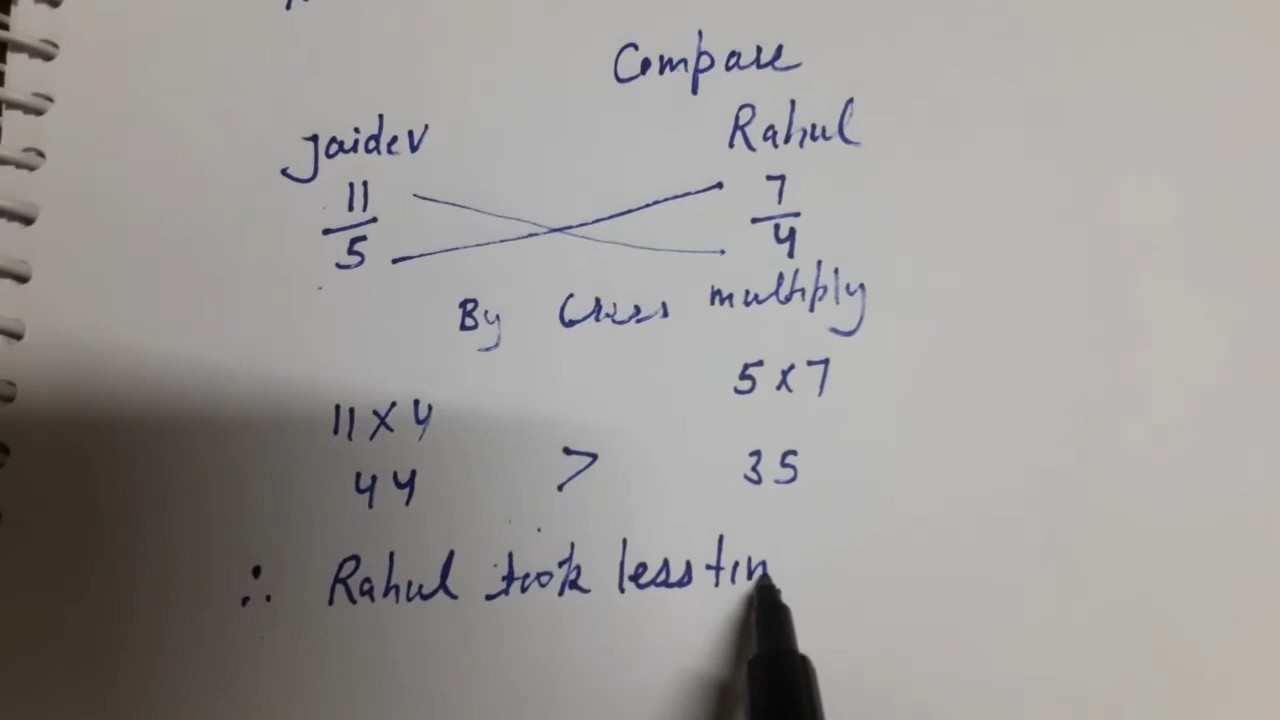 Compare
Jaidev Rahul
11/5 7/4
By Cross multiply
5 x 7
11 x 4
44 > 35
∴ Rahul took less tin